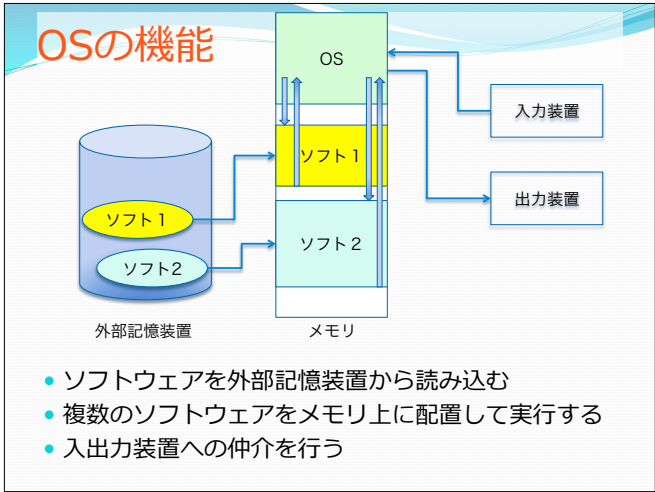 OSの機能
OS
入力装置
ソフト１
出力装置
ソフト１
ソフト２
ソフト2
外部記憶装置
メモリ
• ソフトウェアを外部記憶装置から読み込む
• 複数のソフトウェアをメモリ上に配置して実行する
• 入出力装置への仲介を行う